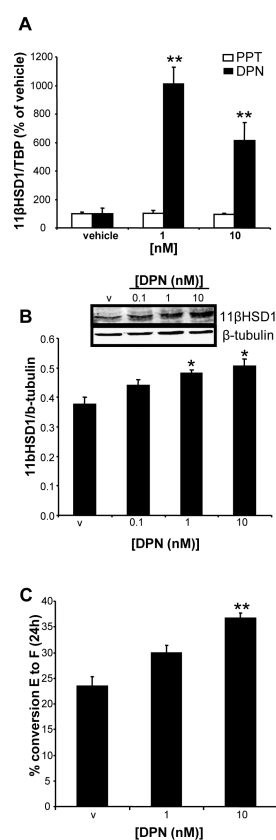 A
11βHSD1/TBP (% of vehicle)
1200
1000
800
600
400
200
0
PPT
DPN
**
**
vehicle 1 10
[nM]
B
[DPN (nM)]
v 0.1 1 10
11βHSD1
β-tubulin
11bHSD1/b-tubulin
0.6
0.5
0.4
0.3
0.2
0.1
0.0
*
*
v 0.1 1 10
[DPN (nM)]
C
% conversion E to F (24h)
40
35
30
25
20
15
10
5
0
**
v 1 10
[DPN (nM)]